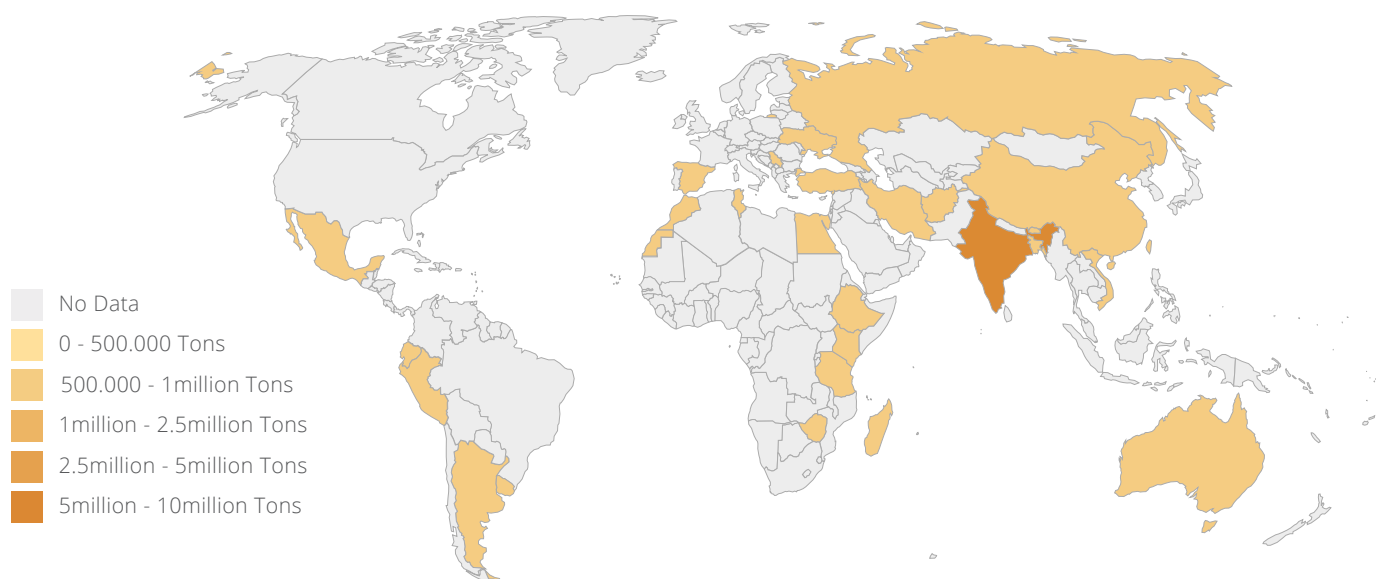 No Data
0 - 500.000 Tons
500.000 - 1million Tons
1million - 2.5million Tons
2.5million - 5million Tons
5million - 10million Tons